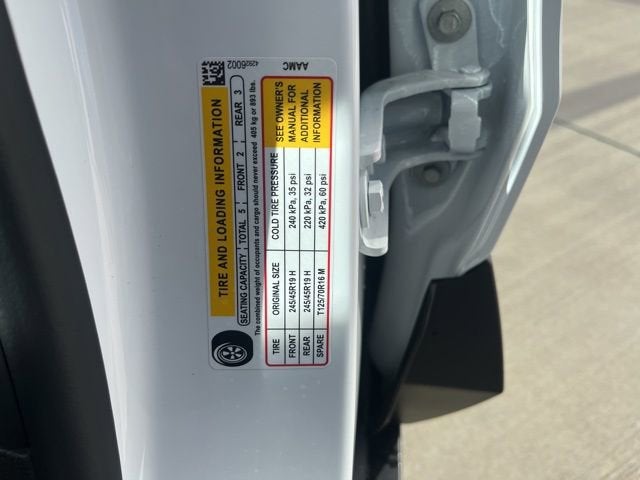 42926002
AAMC
TIRE AND LOADING INFORMATION
SEATING CAPACITY TOTAL 5 FRONT 2 REAR 3
The combined weight of occupants and cargo should never exceed 405 kg or 893 lbs.
TIRE ORIGINAL SIZE COLD TIRE PRESSURE SEE OWNER'S
FRONT 245/45R19 H 240 kPa, 35 psi MANUAL FOR
REAR 245/45R19 H 220 kPa, 32 psi ADDITIONAL
SPARE T125/70R16 M 420 kPa, 60 psi INFORMATION